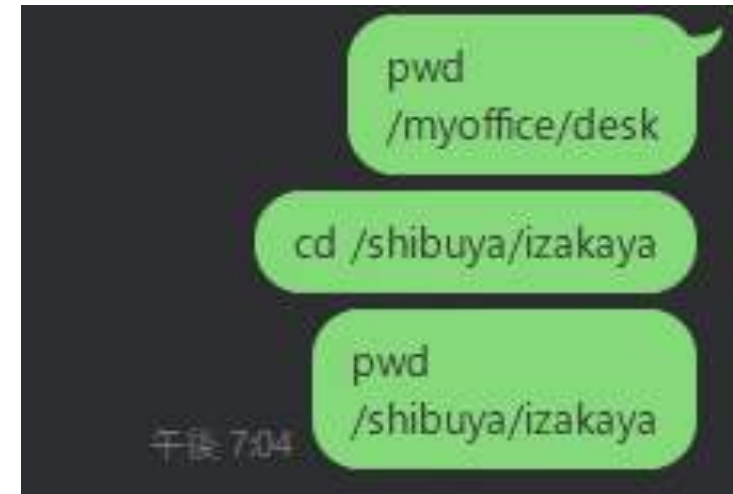 pwd
/myoffice/desk
cd /shibuya/izakaya
pwd
/shibuya/izakaya
午後 7:04